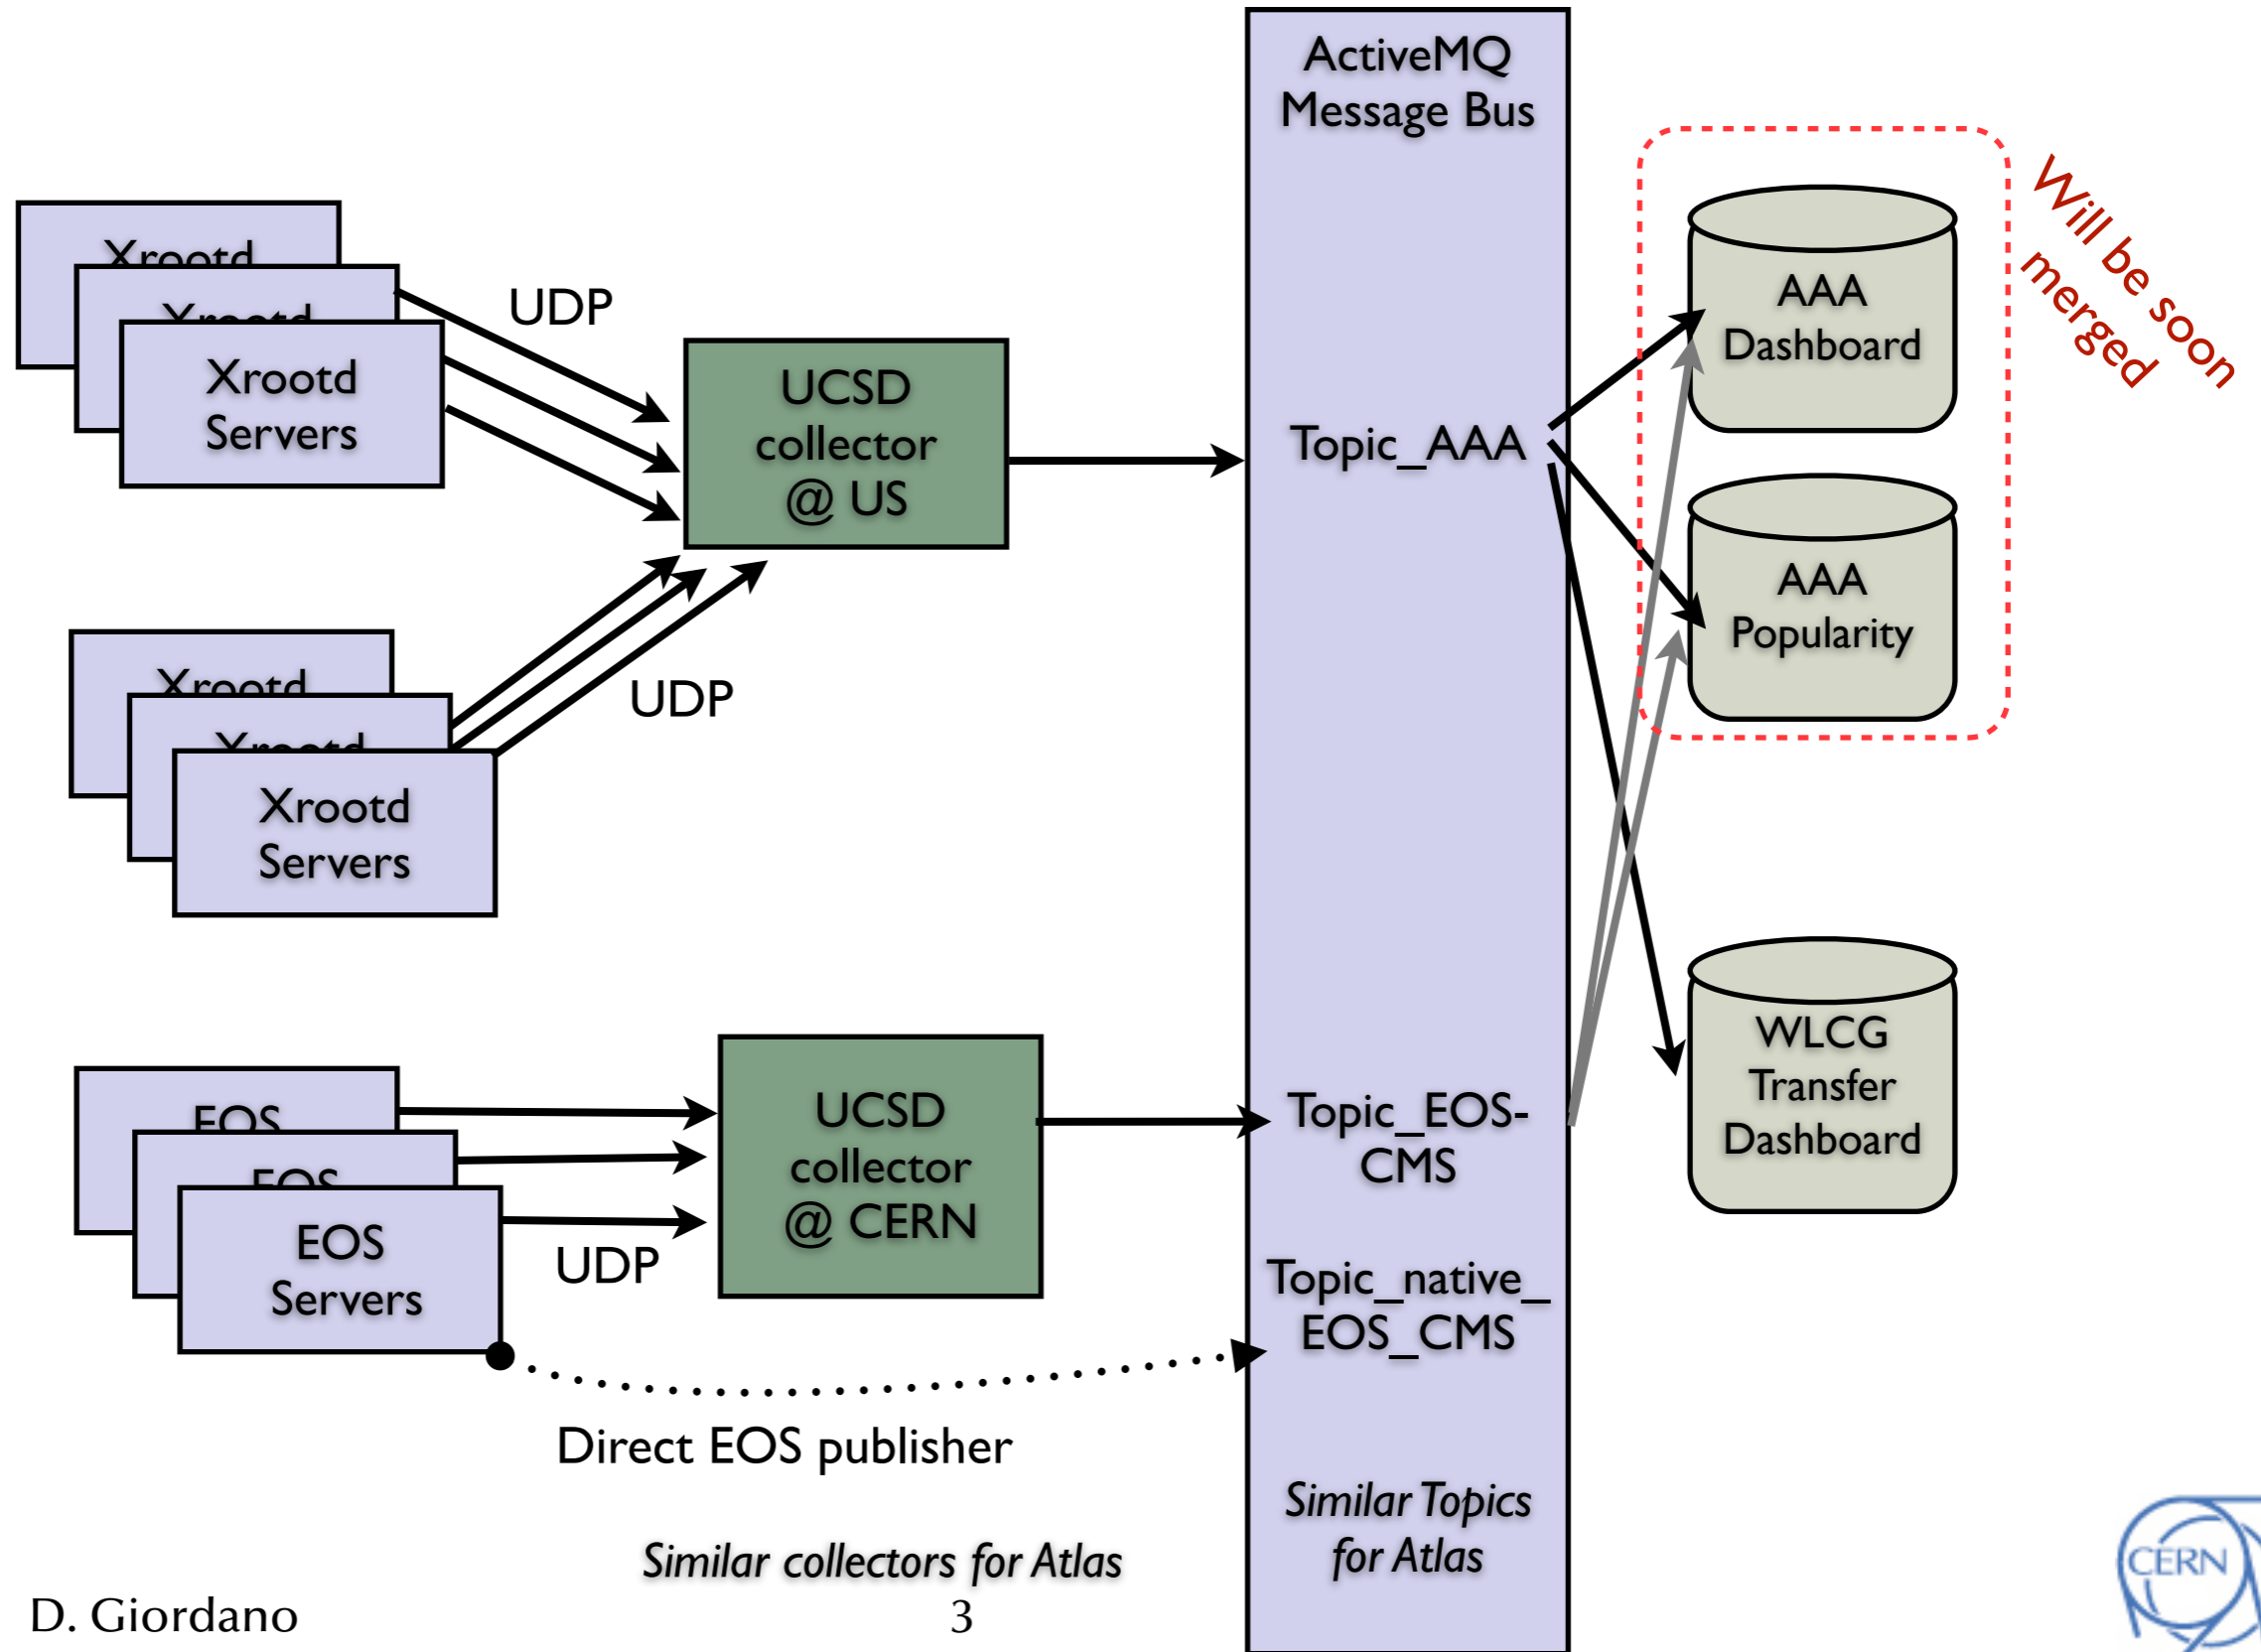 ActiveMQ
Message Bus
Xrootd
Xrootd
Xrootd
Servers
UDP
UCSD
collector
@ US
Topic_AAA
AAA
Dashboard
AAA
Popularity
Will be soon
merged
Xrootd
Xrootd
Xrootd
Servers
UDP
EOS
EOS
EOS
Servers
UDP
UCSD
collector
@ CERN
Topic_EOS-
CMS
Topic_native_
EOS_CMS
WLCG
Transfer
Dashboard
Direct EOS publisher
Similar collectors for Atlas
Similar Topics
for Atlas
D. Giordano
3
CERN